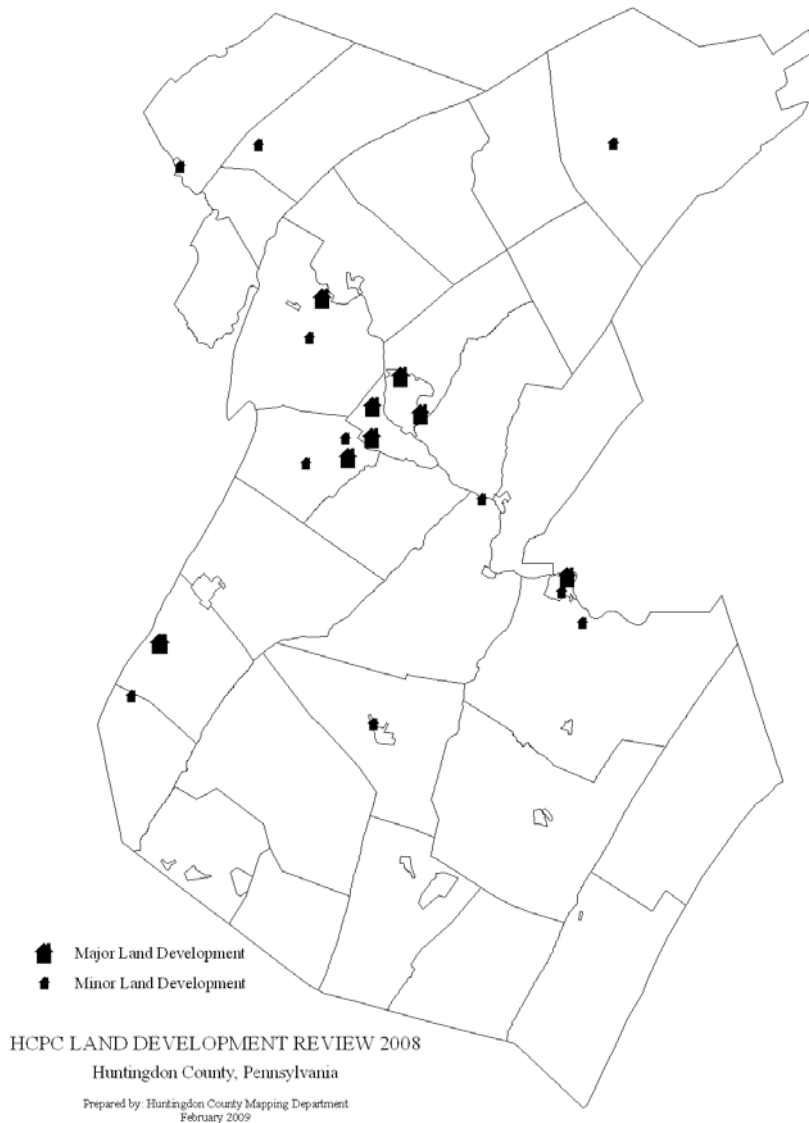 Major Land Development
Minor Land Development
HCPC LAND DEVELOPMENT REVIEW 2008
Huntingdon County, Pennsylvania
Prepared by: Huntingdon County Mapping Department
February 2009